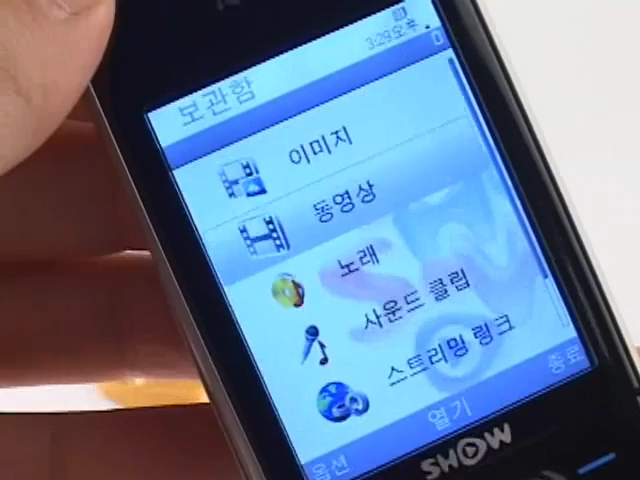 3:29오후
보관함
이미지
동영상
노래
사운드 클립
스트리밍 링크
옵션 열기 종료
SHOW